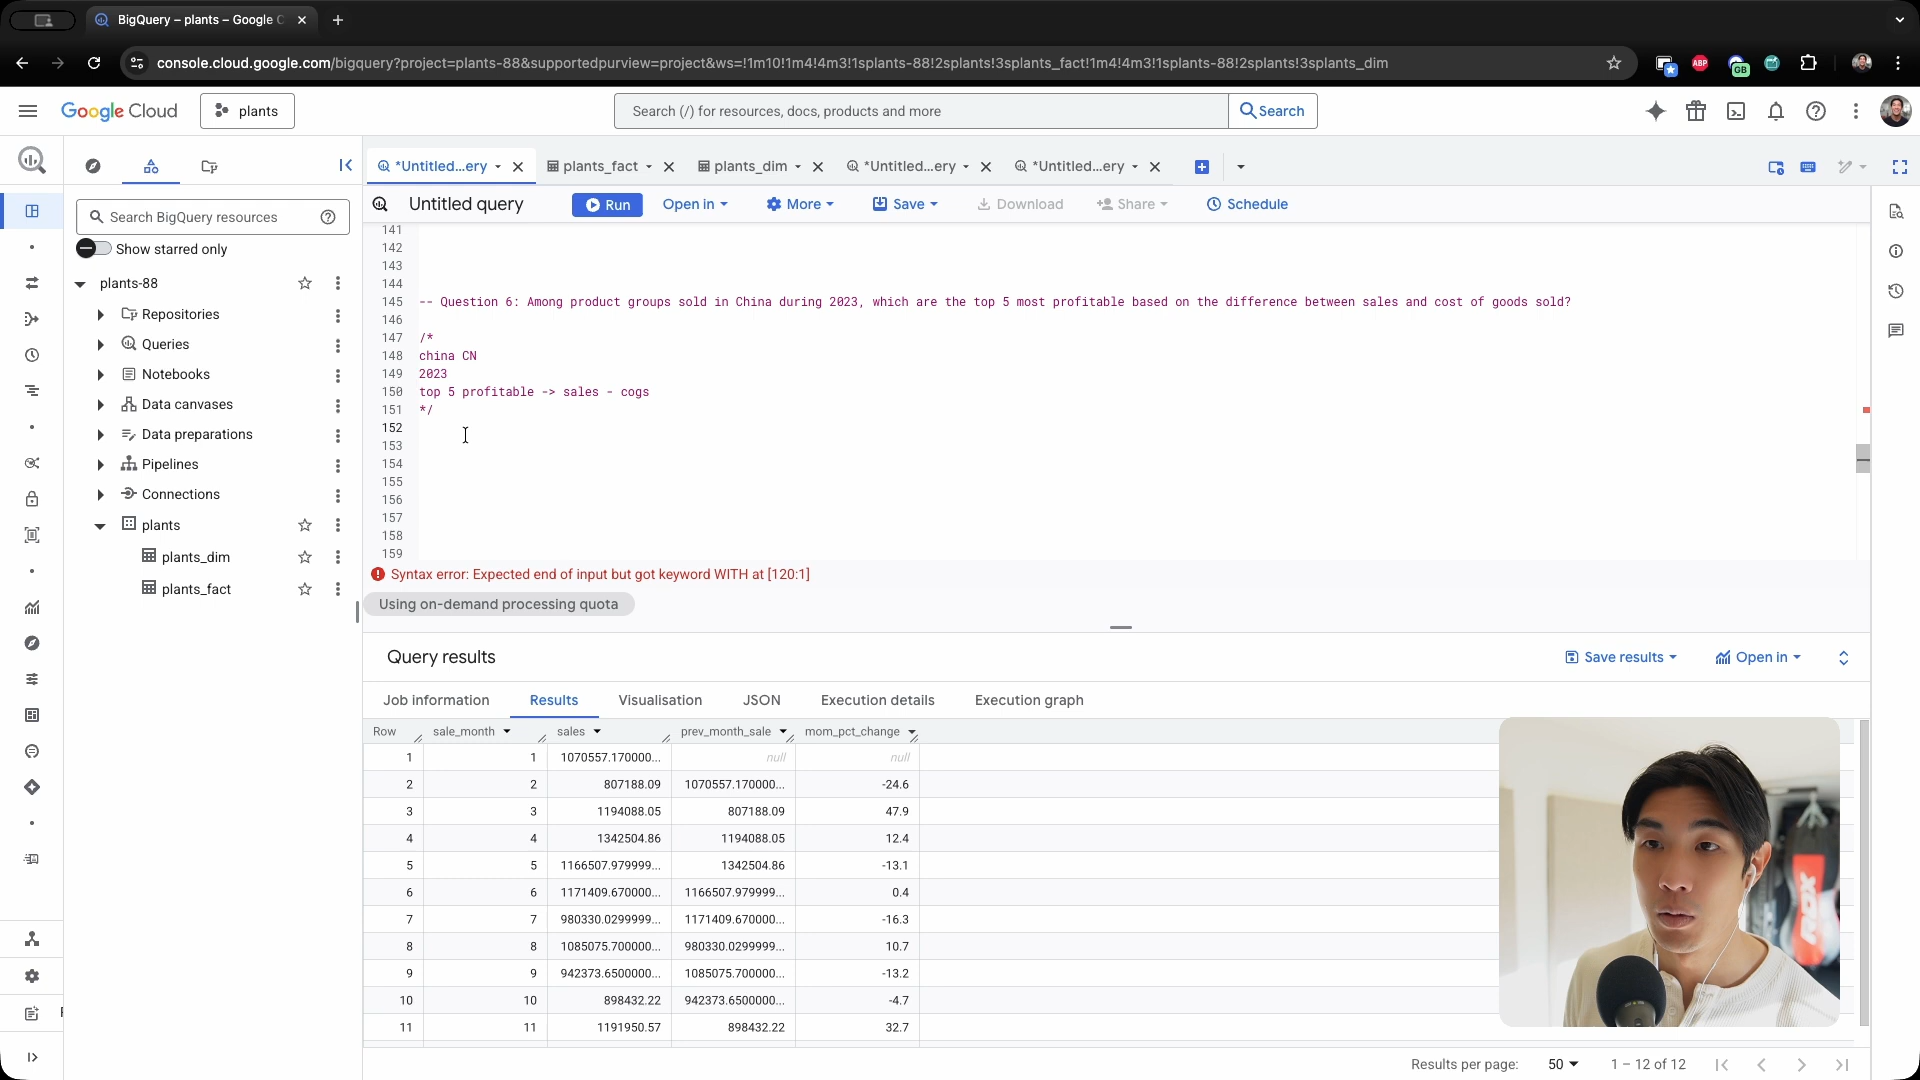 BigQuery – plants – Google C
console.cloud.google.com/bigquery?project=plants-88&supportedpurview=project&ws=!1m10!1m4!4m3!1splants-88!2splants!3splants_fact!1m4!4m3!1splants-88!2splants!3splants_dim
ABP
GB
Google Cloud
plants
Search (/) for resources, docs, products and more
Search
*Untitled...ery
plants_fact
plants_dim
*Untitled...ery
*Untitled...ery
Untitled query
Run
Open in
More
Save
Download
Share
Schedule
Search BigQuery resources
Show starred only
plants-88
Repositories
Queries
Notebooks
Data canvases
Data preparations
Pipelines
Connections
plants
plants_dim
plants_fact
141
142
143
144
145 -- Question 6: Among product groups sold in China during 2023, which are the top 5 most profitable based on the difference between sales and cost of goods sold?
146
147 /*
148 china CN
149 2023
150 top 5 profitable -> sales - cogs
151 */
152
153
154
155
156
157
158
159
Syntax error: Expected end of input but got keyword WITH at [120:1]
Using on-demand processing quota
Query results
Save results
Open in
Job information
Results
Visualisation
JSON
Execution details
Execution graph
Row sale_month sales prev_month_sale mom_pct_change
1 1 1070557.170000... null null
2 2 807188.09 1070557.170000... -24.6
3 3 1194088.05 807188.09 47.9
4 4 1342504.86 1194088.05 12.4
5 5 1166507.979999... 1342504.86 -13.1
6 6 1171409.670000... 1166507.979999... 0.4
7 7 980330.0299999... 1171409.670000... -16.3
8 8 1085075.700000... 980330.0299999... 10.7
9 9 942373.6500000... 1085075.700000... -13.2
10 10 898432.22 942373.6500000... -4.7
11 11 1191950.57 898432.22 32.7
RDX
Results per page: 50 1 – 12 of 12